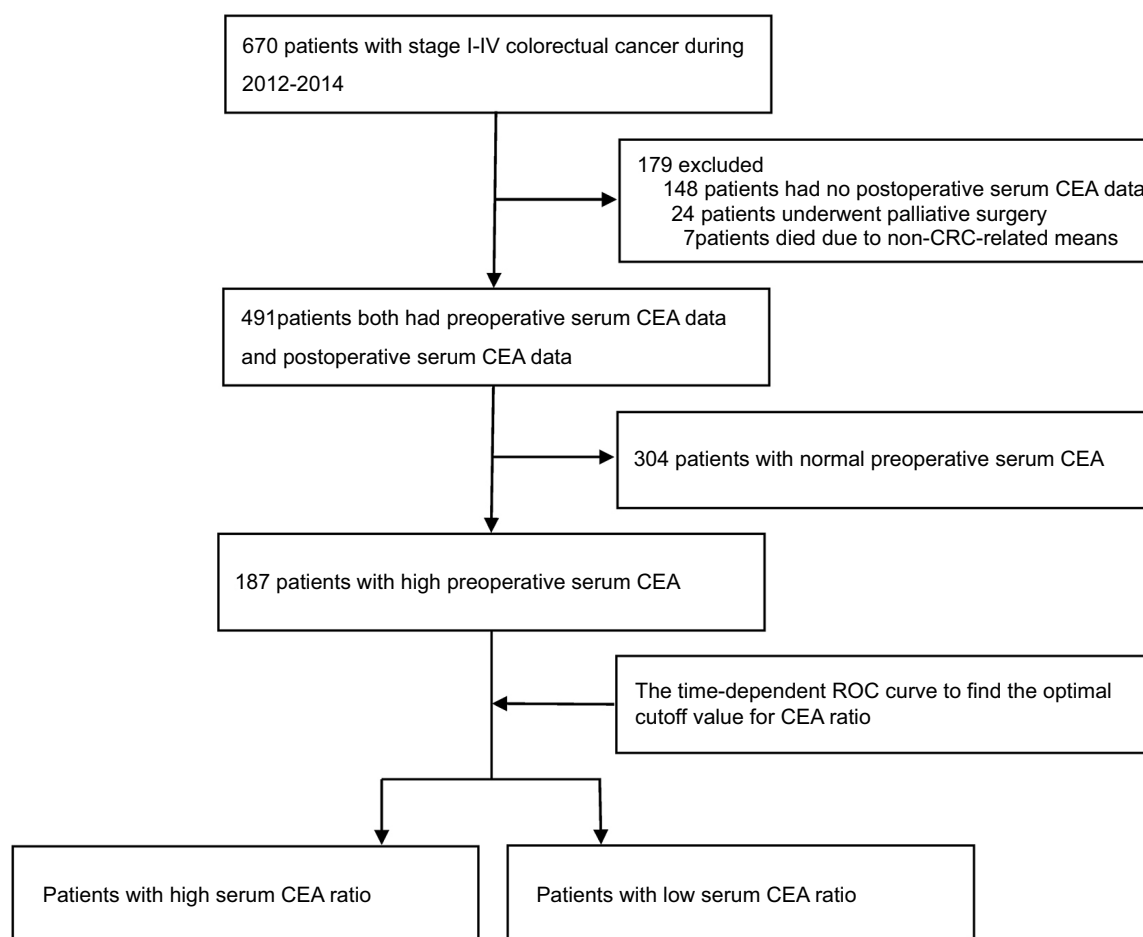 670 patients with stage I-IV colorectual cancer during
2012-2014
179 excluded
148 patients had no postoperative serum CEA data
24 patients underwent palliative surgery
7patients died due to non-CRC-related means
491patients both had preoperative serum CEA data
and postoperative serum CEA data
304 patients with normal preoperative serum CEA
187 patients with high preoperative serum CEA
The time-dependent ROC curve to find the optimal
cutoff value for CEA ratio
Patients with high serum CEA ratio
Patients with low serum CEA ratio